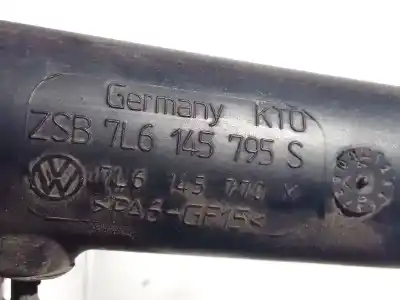 Germany KTO
ZSB 7L6 145 795 S
7L6 145 770 X
>PA6-GF15<